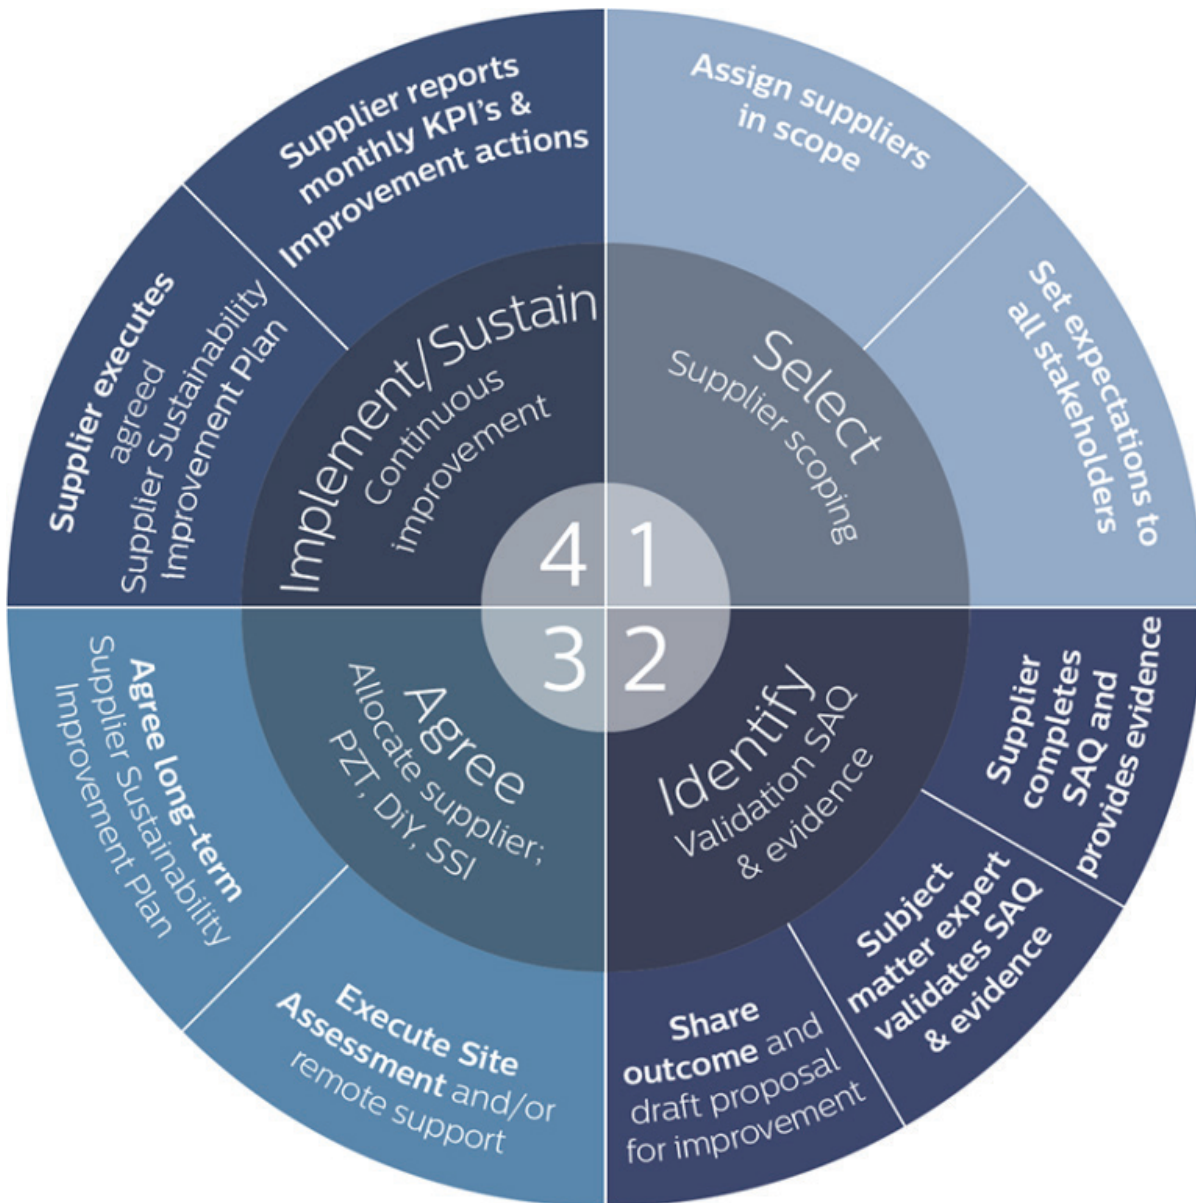 Assign suppliers
in scope
Set expectations to
all stakeholders
Select
Supplier scoping
1
Supplier
completes
SAQ and
provides evidence
Subject
matter expert
validates SAQ
& evidence
Share
outcome and
draft proposal
for improvement
Identify
Validation SAQ
& evidence
2
Execute Site
Assessment and/or
remote support
Agree long-term
Supplier Sustainability
Improvement Plan
Agree
Allocate supplier;
PZT, DiY, SSI
3
Supplier executes
agreed
Supplier Sustainability
Improvement Plan
Supplier reports
monthly KPI's &
Improvement actions
Implement/Sustain
Continuous
improvement
4